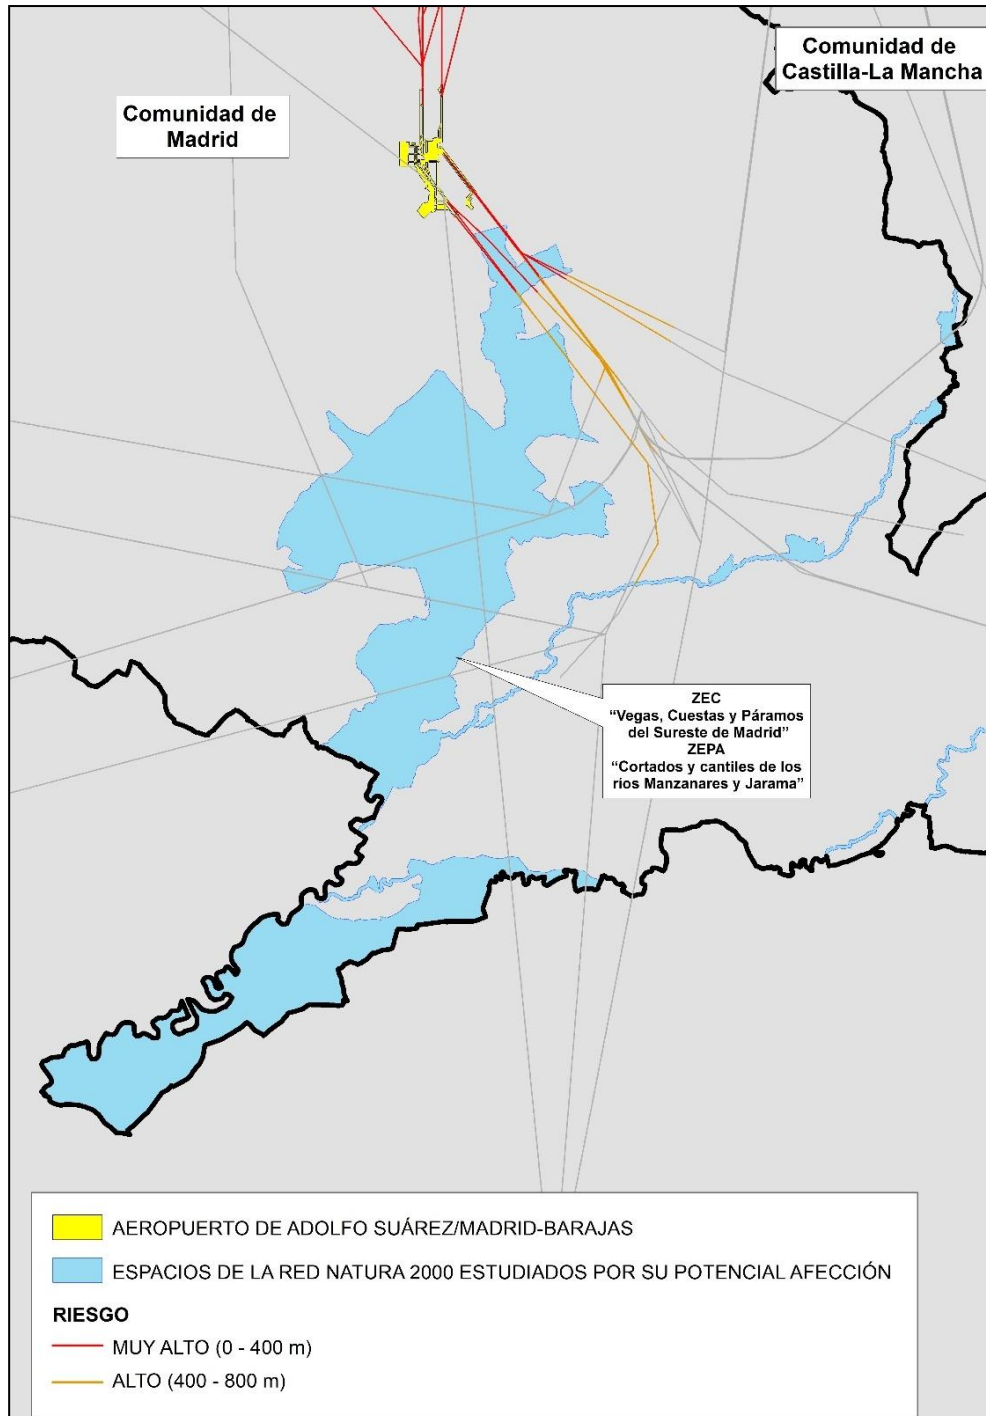 Comunidad de
Castilla-La Mancha
Comunidad de
Madrid
ZEC
“Vegas, Cuestas y Páramos
del Sureste de Madrid”
ZEPA
“Cortados y cantiles de los
ríos Manzanares y Jarama”
AEROPUERTO DE ADOLFO SUÁREZ/MADRID-BARAJAS
ESPACIOS DE LA RED NATURA 2000 ESTUDIADOS POR SU POTENCIAL AFECCIÓN
RIESGO
MUY ALTO (0 - 400 m)
ALTO (400 - 800 m)